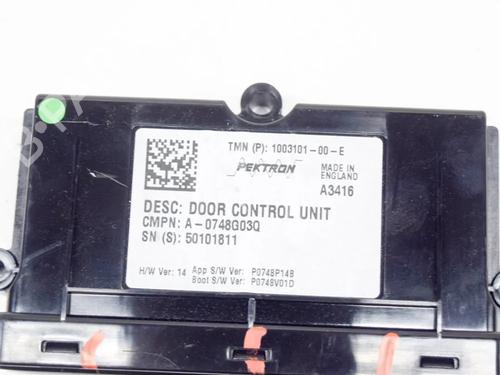 TMN (P): 1003101-00-E
PEKTRON
MADE IN
ENGLAND
A3416
DESC: DOOR CONTROL UNIT
CMPN: A-0748G03Q
SN (S): 50101811
H/W Ver: 14 App S/W Ver: P0748P14B
Boot S/W Ver: P0748V01D